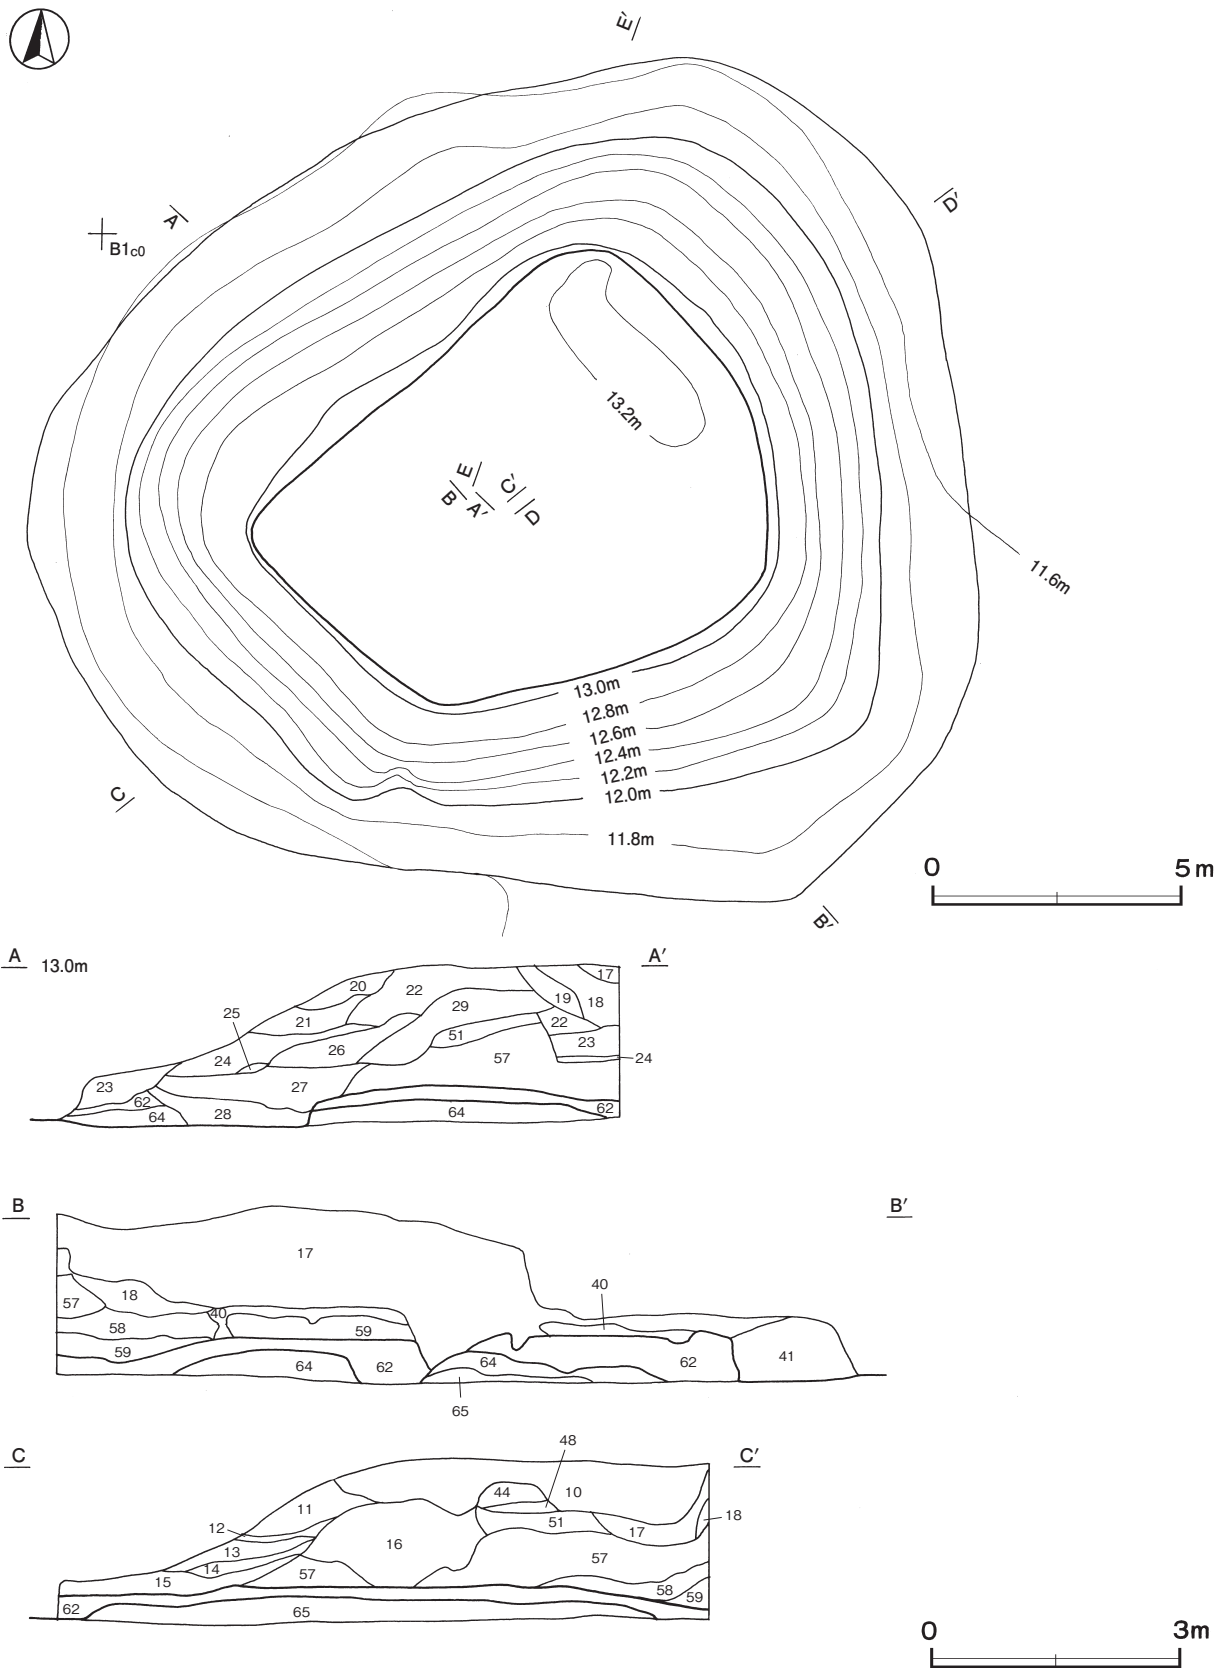 E′
D′
A
B1c0
13.2m
E
C′
B
A′
D
11.6m
13.0m
12.8m
12.6m
12.4m
12.2m
12.0m
C
11.8m
0 5m
B′
A 13.0m A′
17
20
22
19
18
29
25
21
22
51
23
26
24
57
24
23
27
62
64
28
64
62
B B′
17
40
18
57
40
58
59
59
64
62
64
62
41
65
C C′
48
44
10
11
18
12
51
17
13
16
57
14
57
15
58
59
62
65
0 3m